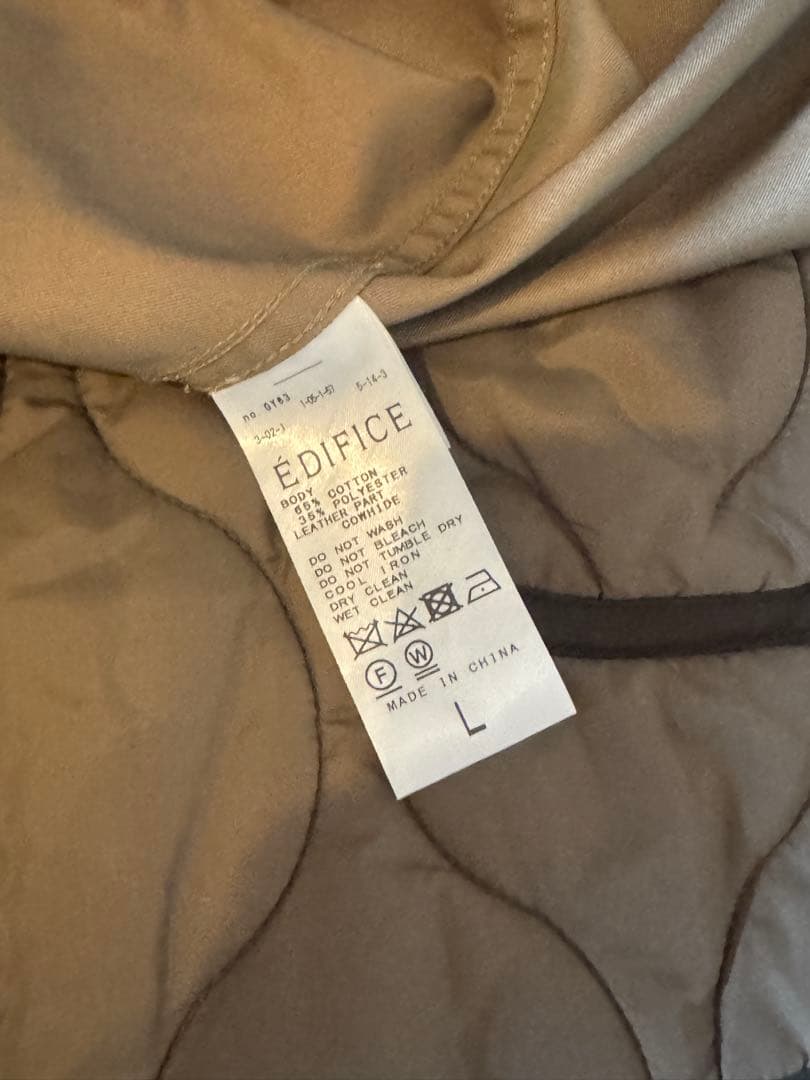 no 0Y83 1-05-1-57 5-14-3
3-02-1
ÉDIFICE
BODY
65% COTTON
35% POLYESTER
LEATHER PART
COWHIDE
DO NOT WASH
DO NOT BLEACH
DO NOT TUMBLE DRY
COOL IRON
DRY CLEAN
WET CLEAN
F W
MADE IN CHINA
L